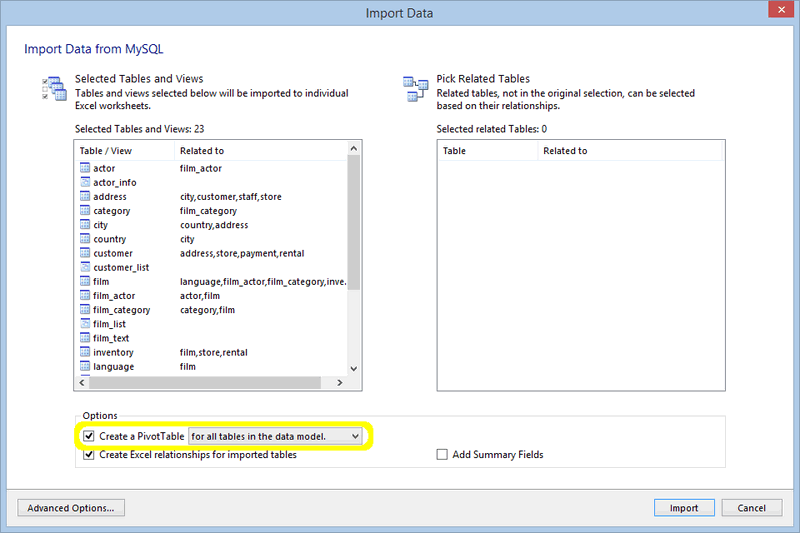 Import Data
Import Data from MySQL
Selected Tables and Views
Tables and views selected below will be imported to individual
Excel worksheets.
Selected Tables and Views: 23
Table / View Related to
actor film_actor
actor_info
address city,customer,staff,store
category film_category
city country,address
country city
customer address,store,payment,rental
customer_list
film language,film_actor,film_category,inve...
film_actor actor,film
film_category category,film
film_list
film_text
inventory film,store,rental
language film
Pick Related Tables
Related tables, not in the original selection, can be selected
based on their relationships.
Selected related Tables: 0
Table Related to
Options
Create a PivotTable for all tables in the data model.
Create Excel relationships for imported tables
Add Summary Fields
Advanced Options... Import Cancel